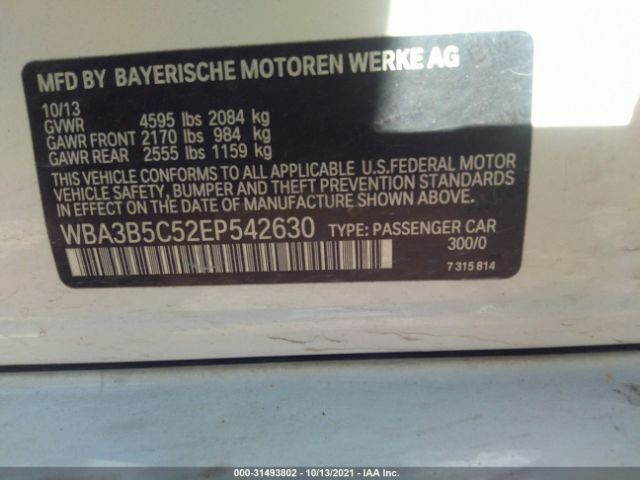 MFD BY BAYERISCHE MOTOREN WERKE AG
10/13
GVWR 4595 lbs 2084 kg
GAWR FRONT 2170 lbs 984 kg
GAWR REAR 2555 lbs 1159 kg
THIS VEHICLE CONFORMS TO ALL APPLICABLE U.S.FEDERAL MOTOR
VEHICLE SAFETY, BUMPER AND THEFT PREVENTION STANDARDS
IN EFFECT ON THE DATE OF MANUFACTURE SHOWN ABOVE.
WBA3B5C52EP542630 TYPE: PASSENGER CAR
300/0
7 315 814
000-31493802 - 10/13/2021 - IAA Inc.